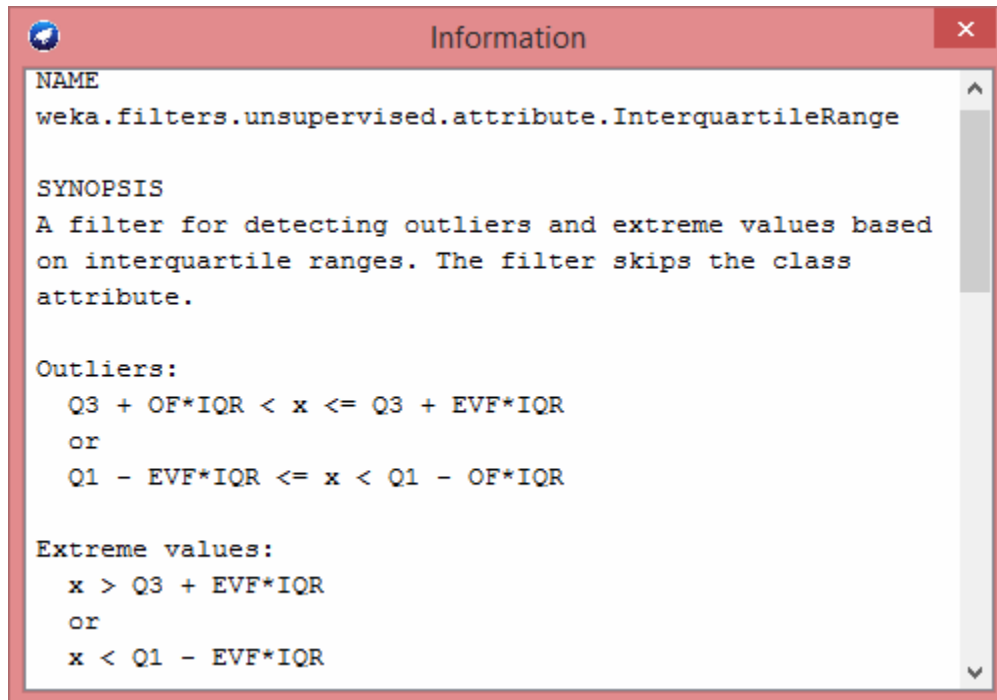 Information
NAME
weka.filters.unsupervised.attribute.InterquartileRange
SYNOPSIS
A filter for detecting outliers and extreme values based
on interquartile ranges. The filter skips the class
attribute.
Outliers:
Q3 + OF*IQR < x <= Q3 + EVF*IQR
or
Q1 - EVF*IQR <= x < Q1 - OF*IQR
Extreme values:
x > Q3 + EVF*IQR
or
x < Q1 - EVF*IQR